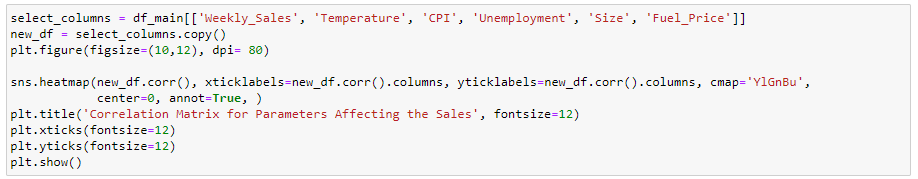 select_columns = df_main[['Weekly_Sales', 'Temperature', 'CPI', 'Unemployment', 'Size', 'Fuel_Price']]
new_df = select_columns.copy()
plt.figure(figsize=(10,12), dpi= 80)
sns.heatmap(new_df.corr(), xticklabels=new_df.corr().columns, yticklabels=new_df.corr().columns, cmap='YlGnBu',
center=0, annot=True, )
plt.title('Correlation Matrix for Parameters Affecting the Sales', fontsize=12)
plt.xticks(fontsize=12)
plt.yticks(fontsize=12)
plt.show()